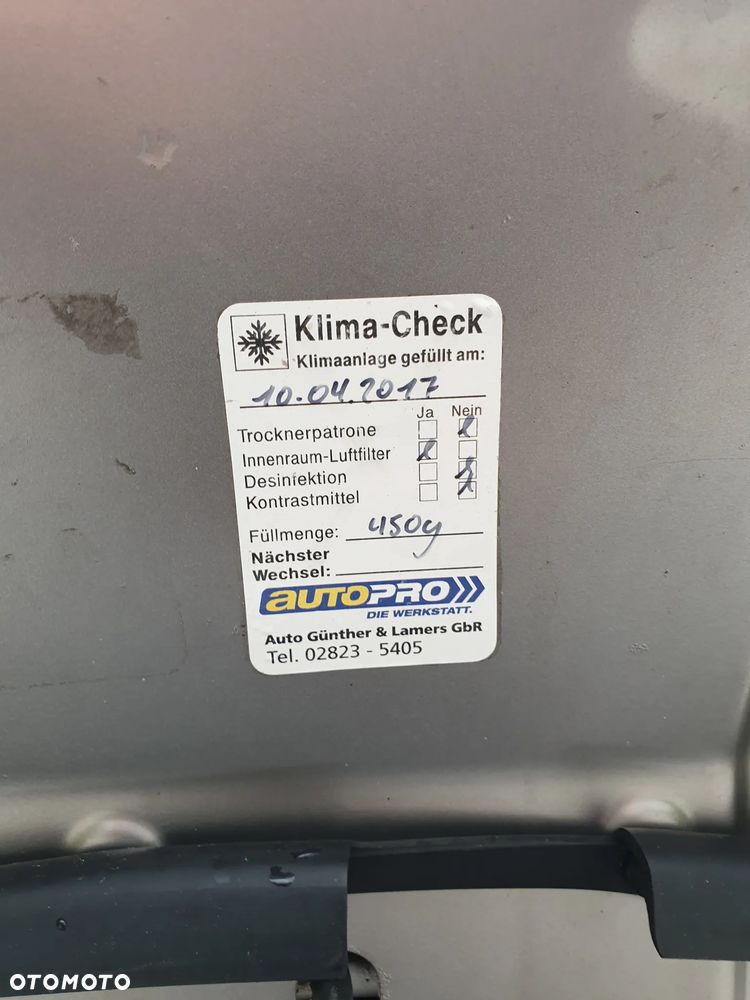 Klima-Check
Klimaanlage gefüllt am:
10.04.2017
Ja Nein
Trocknerpatrone
Innenraum-Luftfilter
Desinfektion
Kontrastmittel
Füllmenge: 450g
Nächster
Wechsel:
AUTOPRO
DIE WERKSTATT.
Auto Günther & Lamers GbR
Tel. 02823 - 5405
OTOMOTO